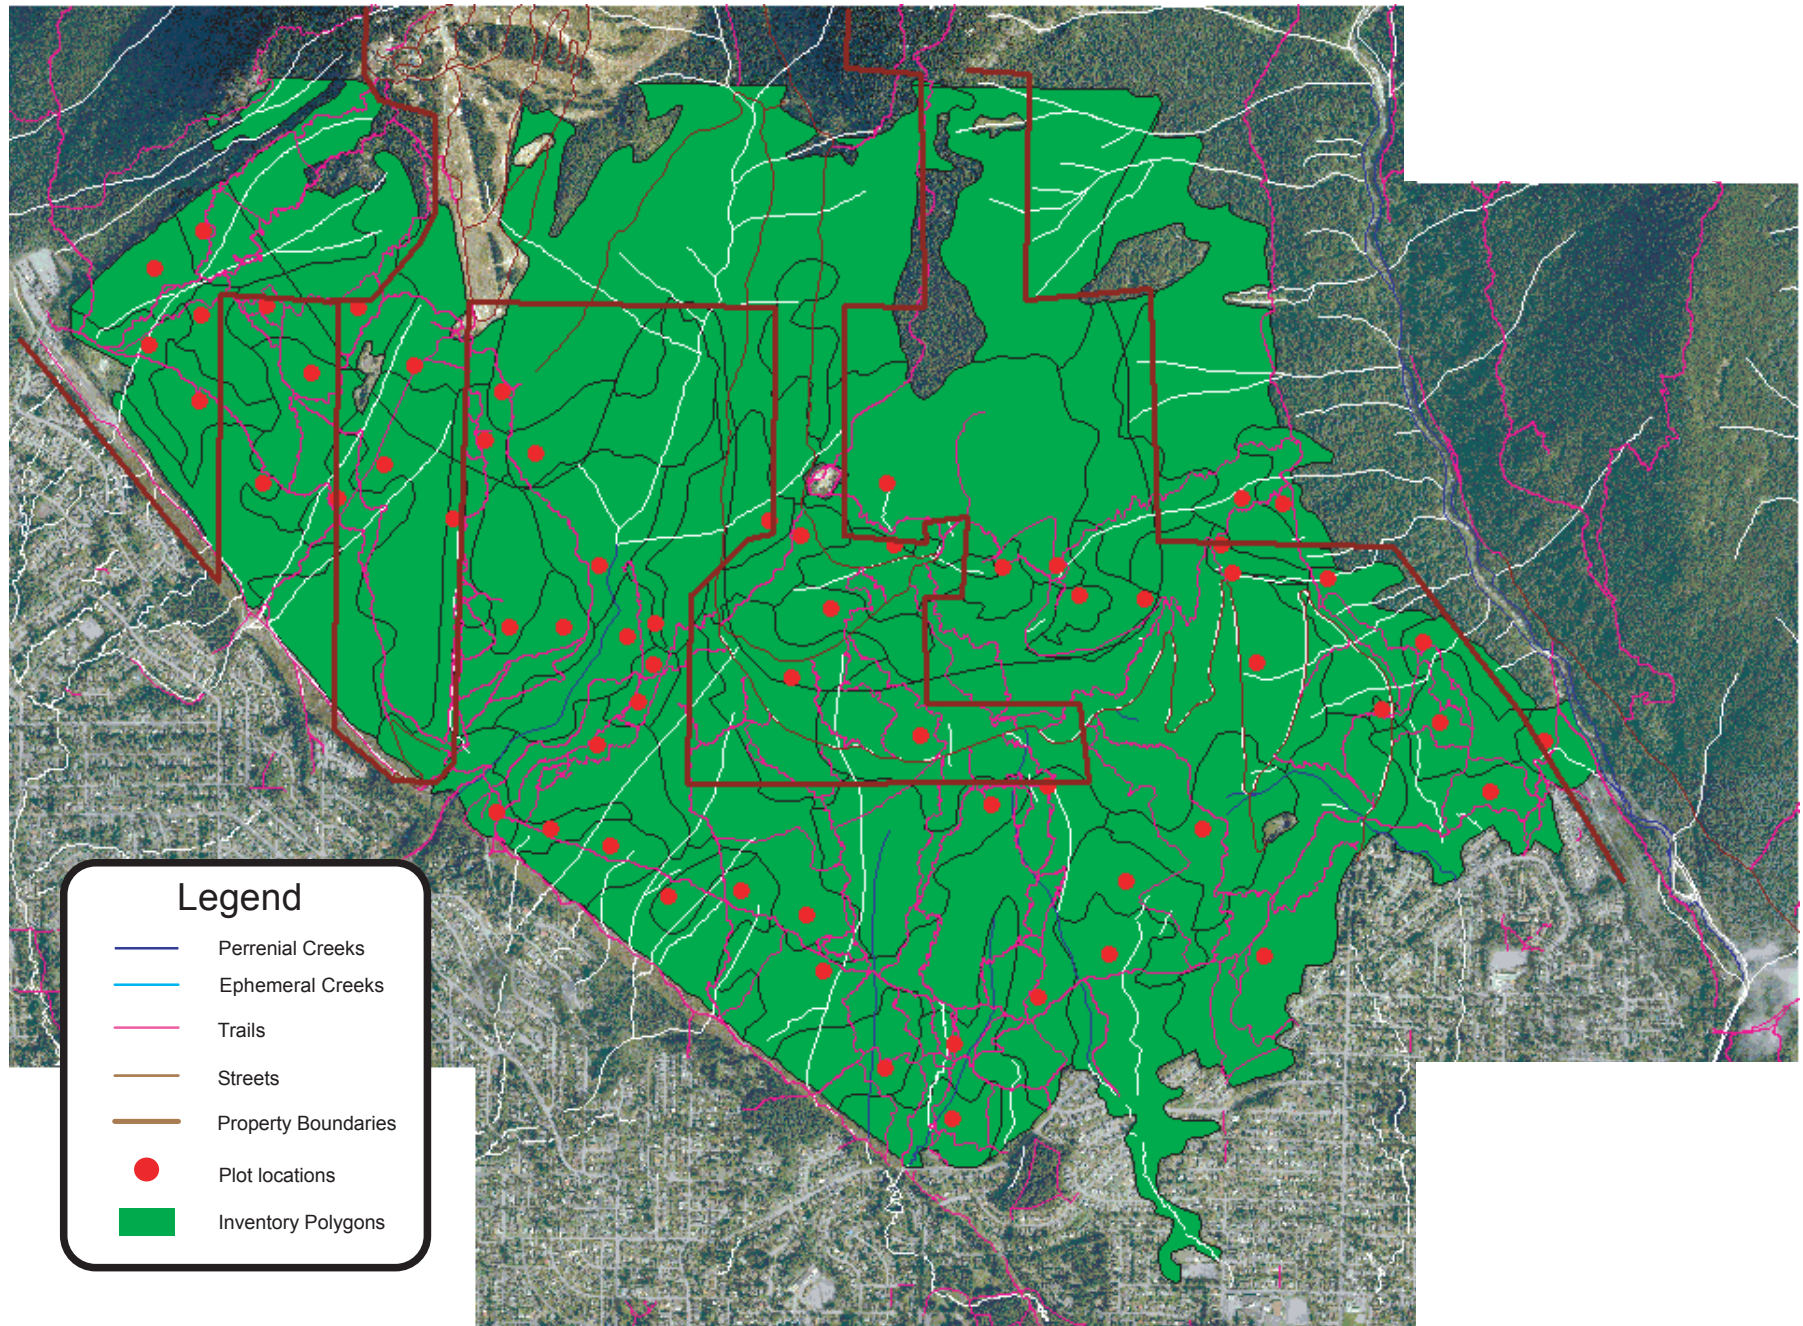 Legend
Perrenial Creeks
Ephemeral Creeks
Trails
Streets
Property Boundaries
Plot locations
Inventory Polygons